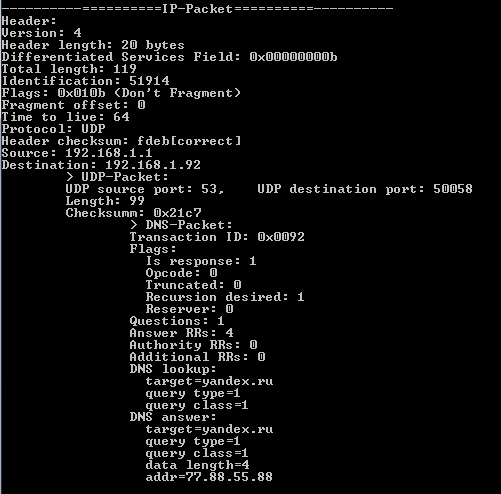 ----------==========IP-Packet==========----------
Header:
Version: 4
Header length: 20 bytes
Differentiated Services Field: 0x00000000b
Total length: 119
Identification: 51914
Flags: 0x010b (Don't Fragment)
Fragment offset: 0
Time to live: 64
Protocol: UDP
Header checksum: fdeb[correct]
Source: 192.168.1.1
Destination: 192.168.1.92
> UDP-Packet:
UDP source port: 53,    UDP destination port: 50058
Length: 99
Checksumm: 0x21c7
> DNS-Packet:
Transaction ID: 0x0092
Flags:
Is response: 1
Opcode: 0
Truncated: 0
Recursion desired: 1
Reserver: 0
Questions: 1
Answer RRs: 4
Authority RRs: 0
Additional RRs: 0
DNS lookup:
target=yandex.ru
query type=1
query class=1
DNS answer:
target=yandex.ru
query type=1
query class=1
data length=4
addr=77.88.55.88